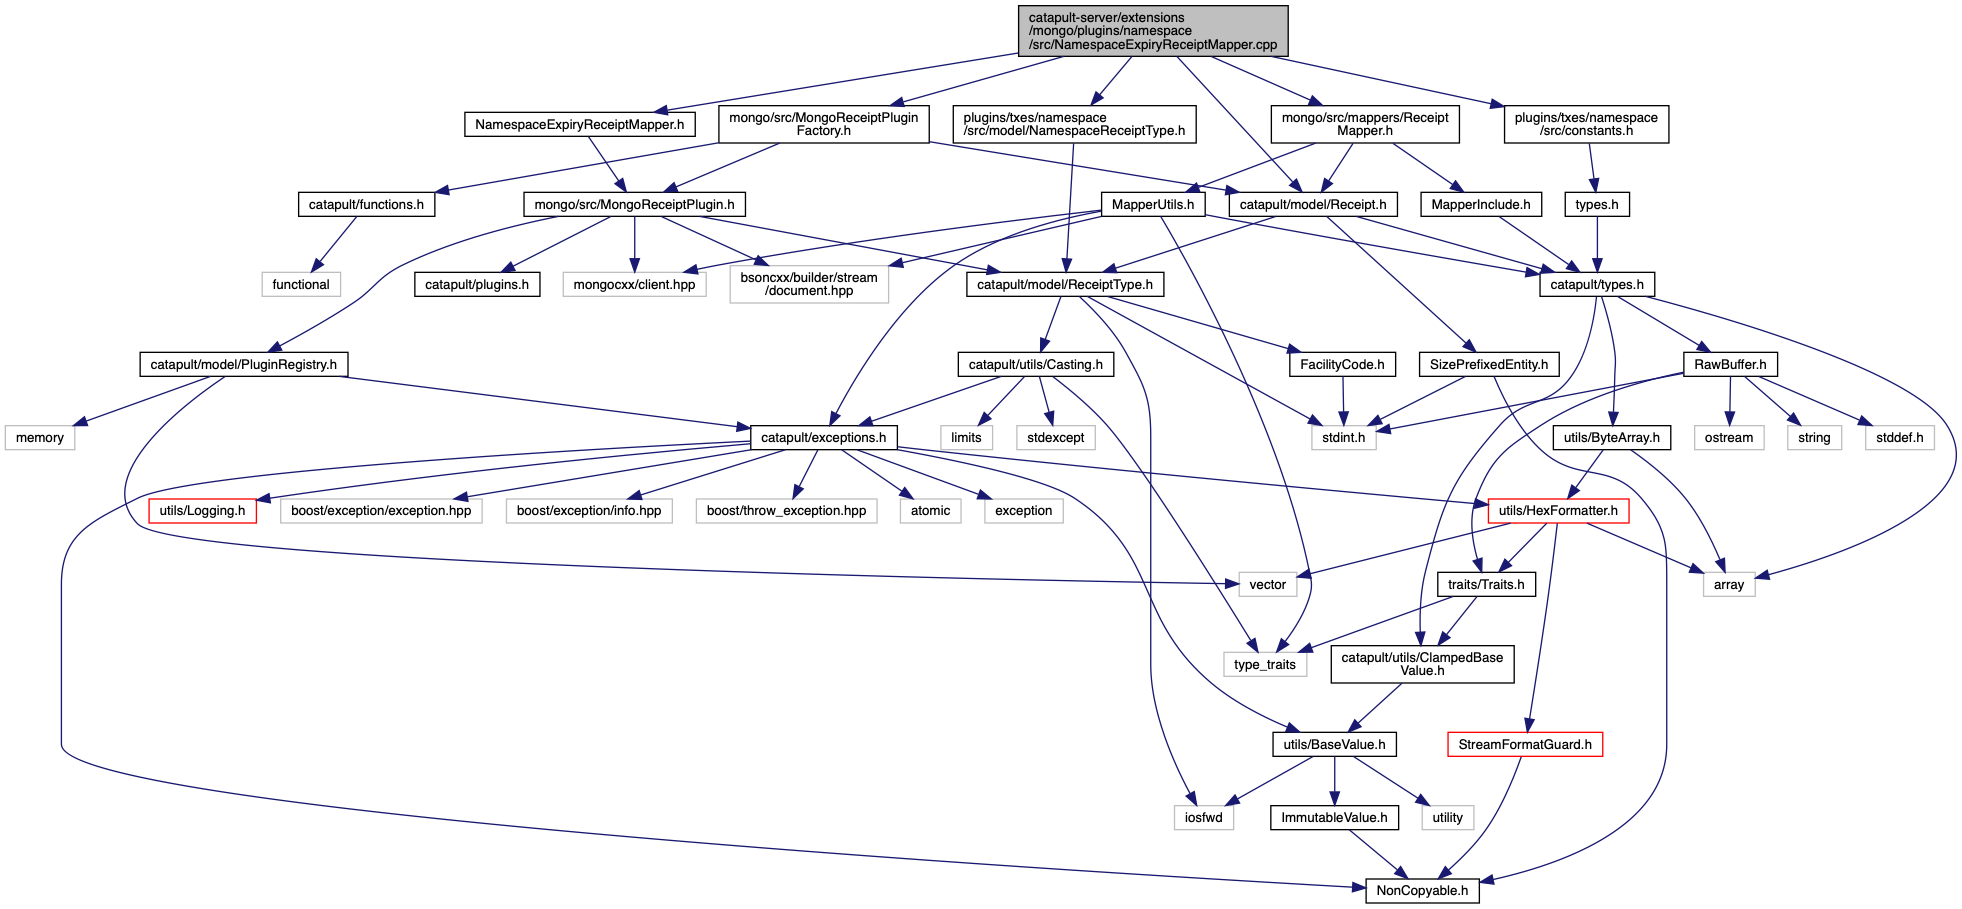 catapult-server/extensions
/mongo/plugins/namespace
/src/NamespaceExpiryReceiptMapper.cpp
NamespaceExpiryReceiptMapper.h
mongo/src/MongoReceiptPlugin
Factory.h
plugins/txes/namespace
/src/model/NamespaceReceiptType.h
mongo/src/mappers/Receipt
Mapper.h
plugins/txes/namespace
/src/constants.h
catapult/functions.h
mongo/src/MongoReceiptPlugin.h
MapperUtils.h
catapult/model/Receipt.h
MapperInclude.h
types.h
functional
catapult/plugins.h
mongocxx/client.hpp
bsoncxx/builder/stream
/document.hpp
catapult/model/ReceiptType.h
catapult/types.h
catapult/model/PluginRegistry.h
catapult/utils/Casting.h
FacilityCode.h
SizePrefixedEntity.h
RawBuffer.h
memory
catapult/exceptions.h
limits
stdexcept
stdint.h
utils/ByteArray.h
ostream
string
stddef.h
utils/Logging.h
boost/exception/exception.hpp
boost/exception/info.hpp
boost/throw_exception.hpp
atomic
exception
utils/HexFormatter.h
vector
traits/Traits.h
array
type_traits
catapult/utils/ClampedBase
Value.h
utils/BaseValue.h
StreamFormatGuard.h
iosfwd
ImmutableValue.h
utility
NonCopyable.h